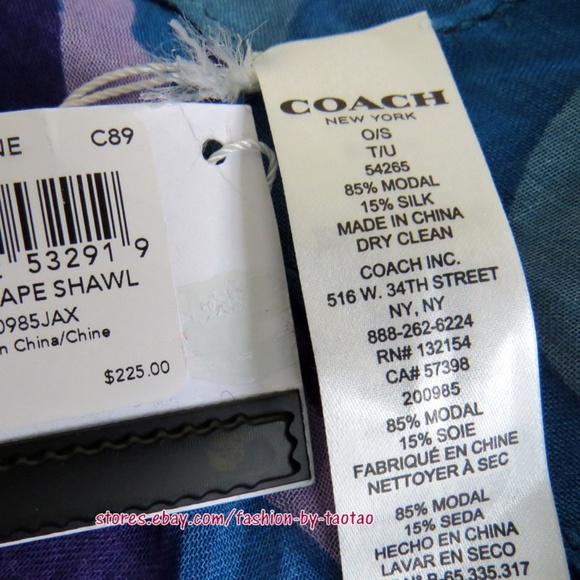 NE C89
53291 9
APE SHAWL
0985JAX
n China/Chine
$225.00
COACH
NEW YORK
O/S
T/U
54265
85% MODAL
15% SILK
MADE IN CHINA
DRY CLEAN
COACH INC.
516 W. 34TH STREET
NY, NY
888-262-6224
RN# 132154
CA# 57398
200985
85% MODAL
15% SOIE
FABRIQUÉ EN CHINE
NETTOYER À SEC
85% MODAL
15% SEDA
HECHO EN CHINA
LAVAR EN SECO
B-65.335.317
stores.ebay.com/fashion-by-taotao